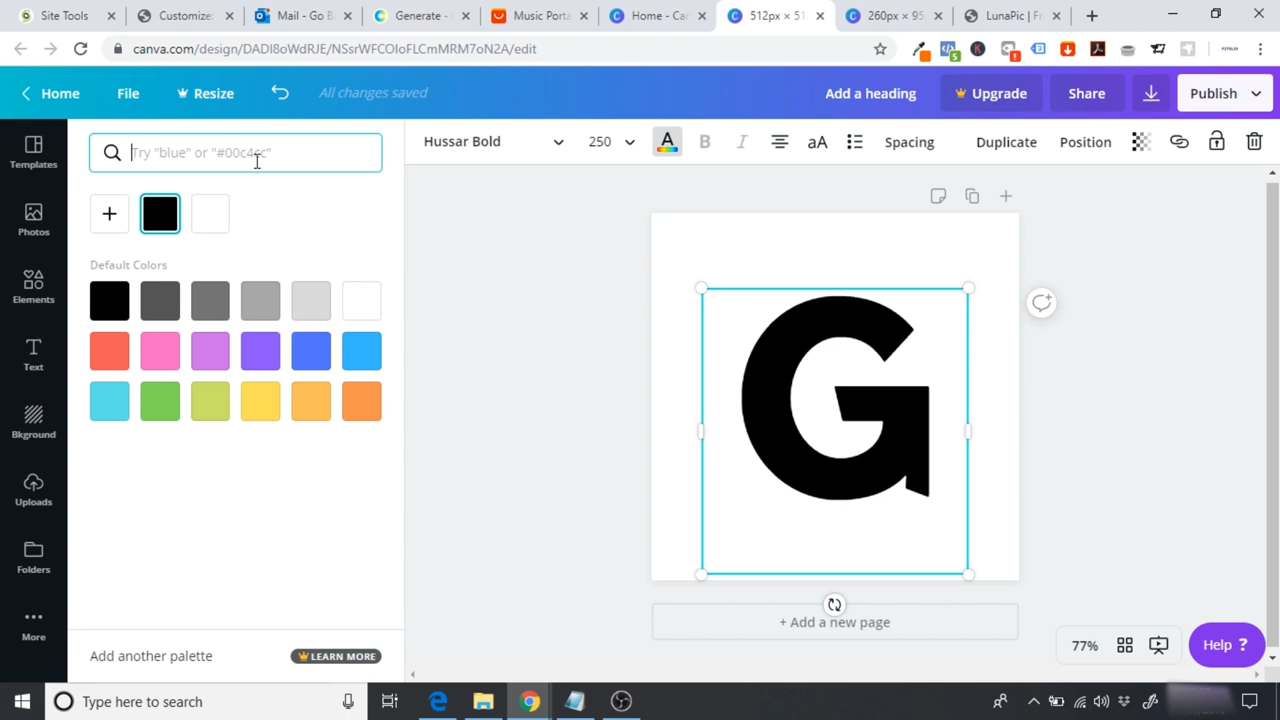 Site Tools
Customize:
Mail - Go B
Generate -
Music Porta
Home - Can
512px × 51
260px × 95
LunaPic | Fr
canva.com/design/DADI8oWdRJE/NSsrWFCOIoFLCmMRM7oN2A/edit
Home
File
Resize
All changes saved
Add a heading
Upgrade
Share
Publish
Templates
Photos
Elements
Text
Bkground
Uploads
Folders
More
Try "blue" or "#00c4cc"
Default Colors
Add another palette
LEARN MORE
Hussar Bold
250
A
B
I
aA
Spacing
Duplicate
Position
G
+ Add a new page
77%
Help ?
Type here to search